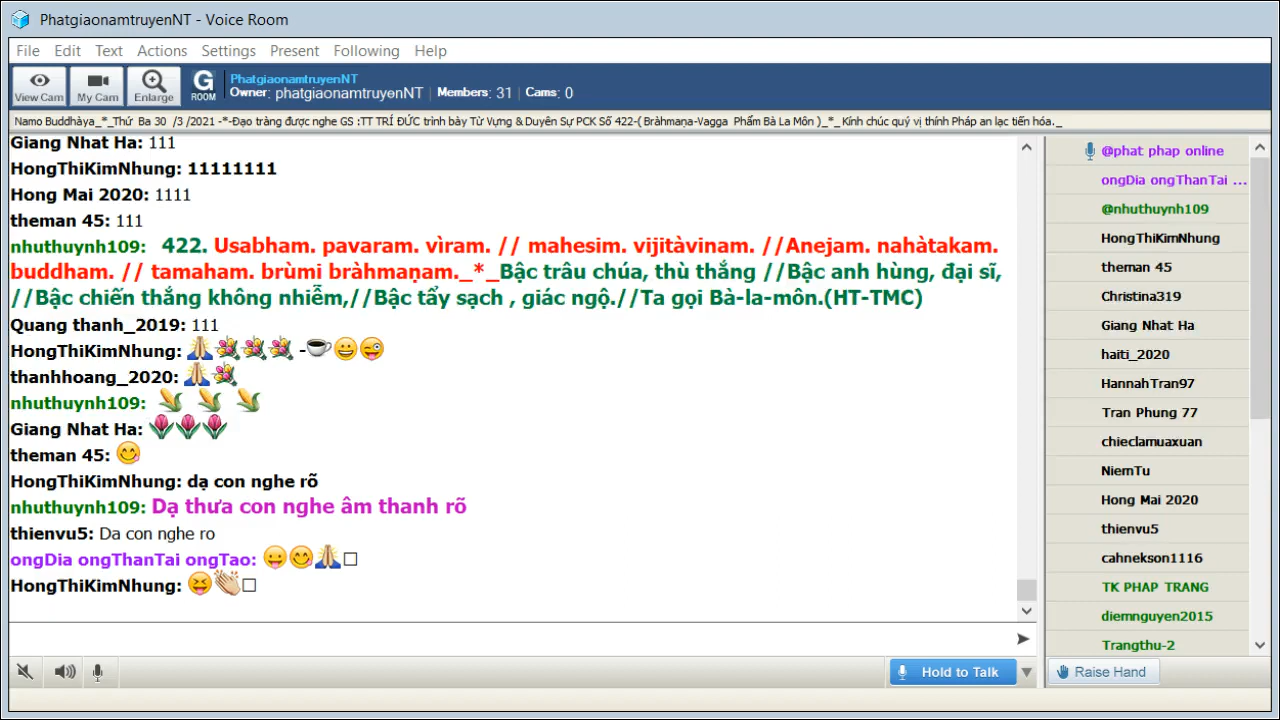 PhatgiaonamtruyenNT - Voice Room
File Edit Text Actions Settings Present Following Help
View Cam My Cam Enlarge G ROOM
PhatgiaonamtruyenNT
Owner: phatgiaonamtruyenNT | Members: 31 | Cams: 0
Namo Buddhàya_*_Thứ Ba 30 /3 /2021 -*-Đạo tràng được nghe GS :TT TRÍ ĐỨC trình bày Từ Vựng & Duyên Sự PCK Số 422-( Bràhmaṇa-Vagga Phẩm Bà La Môn )_*_ Kính chúc quý vị thính Pháp an lạc tiến hóa._
Giang Nhat Ha: 111
HongThiKimNhung: 11111111
Hong Mai 2020: 1111
theman 45: 111
nhuthuynh109: 422. Usabham. pavaram. vìram. // mahesim. vijitàvinam. //Anejam. nahàtakam.
buddham. // tamaham. brùmi bràhmaṇam._*_Bậc trâu chúa, thù thắng //Bậc anh hùng, đại sĩ,
//Bậc chiến thắng không nhiễm,//Bậc tẩy sạch , giác ngộ.//Ta gọi Bà-la-môn.(HT-TMC)
Quang thanh_2019: 111
HongThiKimNhung: 🙏💐💐💐 -☕😀😜
thanhhoang_2020: 🙏💐
nhuthuynh109: 🌽 🌽 🌽
Giang Nhat Ha: 🌷🌷🌷
theman 45: 😋
HongThiKimNhung: dạ con nghe rõ
nhuthuynh109: Dạ thưa con nghe âm thanh rõ
thienvu5: Da con nghe ro
ongDia ongThanTai ongTao: 😛😋🙏□
HongThiKimNhung: 😝👏□
@phat phap online
ongDia ongThanTai ...
@nhuthuynh109
HongThiKimNhung
theman 45
Christina319
Giang Nhat Ha
haiti_2020
HannahTran97
Tran Phung 77
chieclamuaxuan
NiemTu
Hong Mai 2020
thienvu5
cahnekson1116
TK PHAP TRANG
diemnguyen2015
Trangthu-2
Hold to Talk
Raise Hand